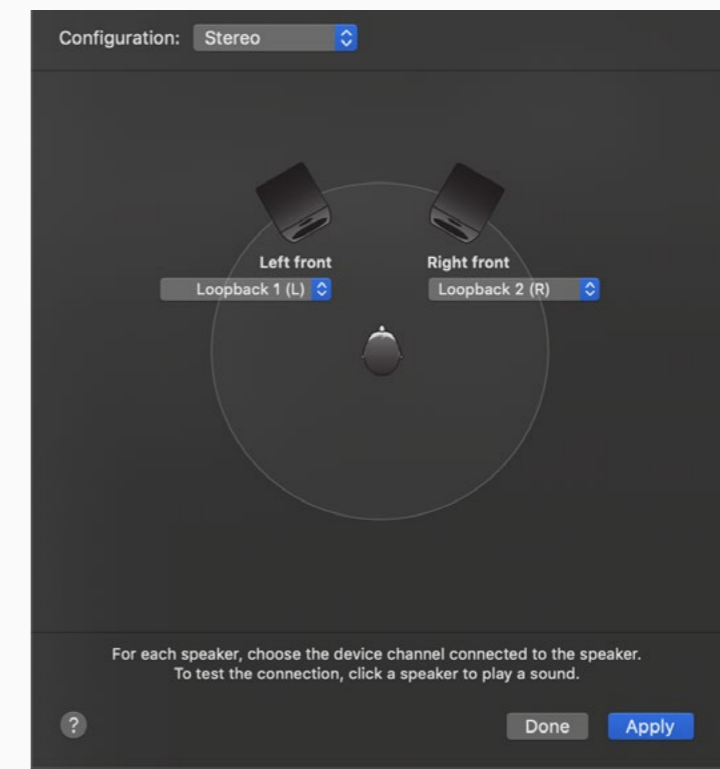 Configuration: Stereo
Left front
Right front
Loopback 1 (L)
Loopback 2 (R)
For each speaker, choose the device channel connected to the speaker.
To test the connection, click a speaker to play a sound.
? Done Apply